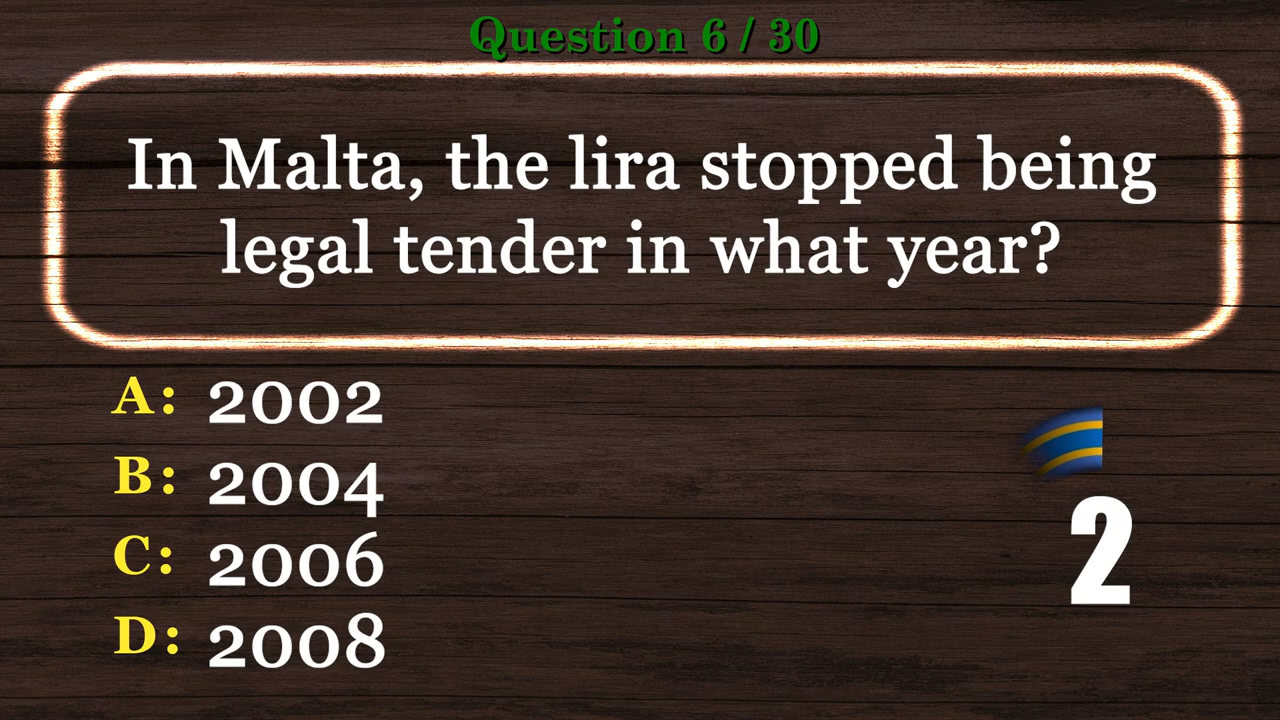 Question 6 / 30
In Malta, the lira stopped being
legal tender in what year?
A: 2002
B: 2004
C: 2006
D: 2008
2